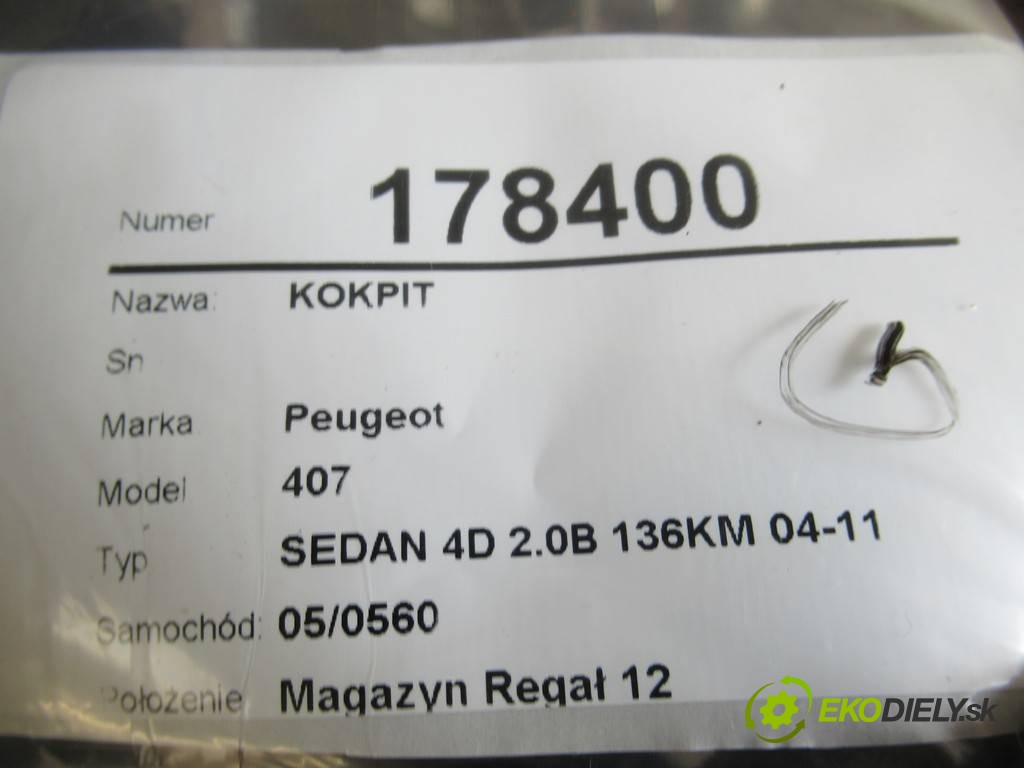 Numer 178400
Nazwa: KOKPIT
Sn
Marka Peugeot
Model 407
Typ SEDAN 4D 2.0B 136KM 04-11
Samochód: 05/0560
Położenie Magazyn Regał 12
EKODIELY.sk